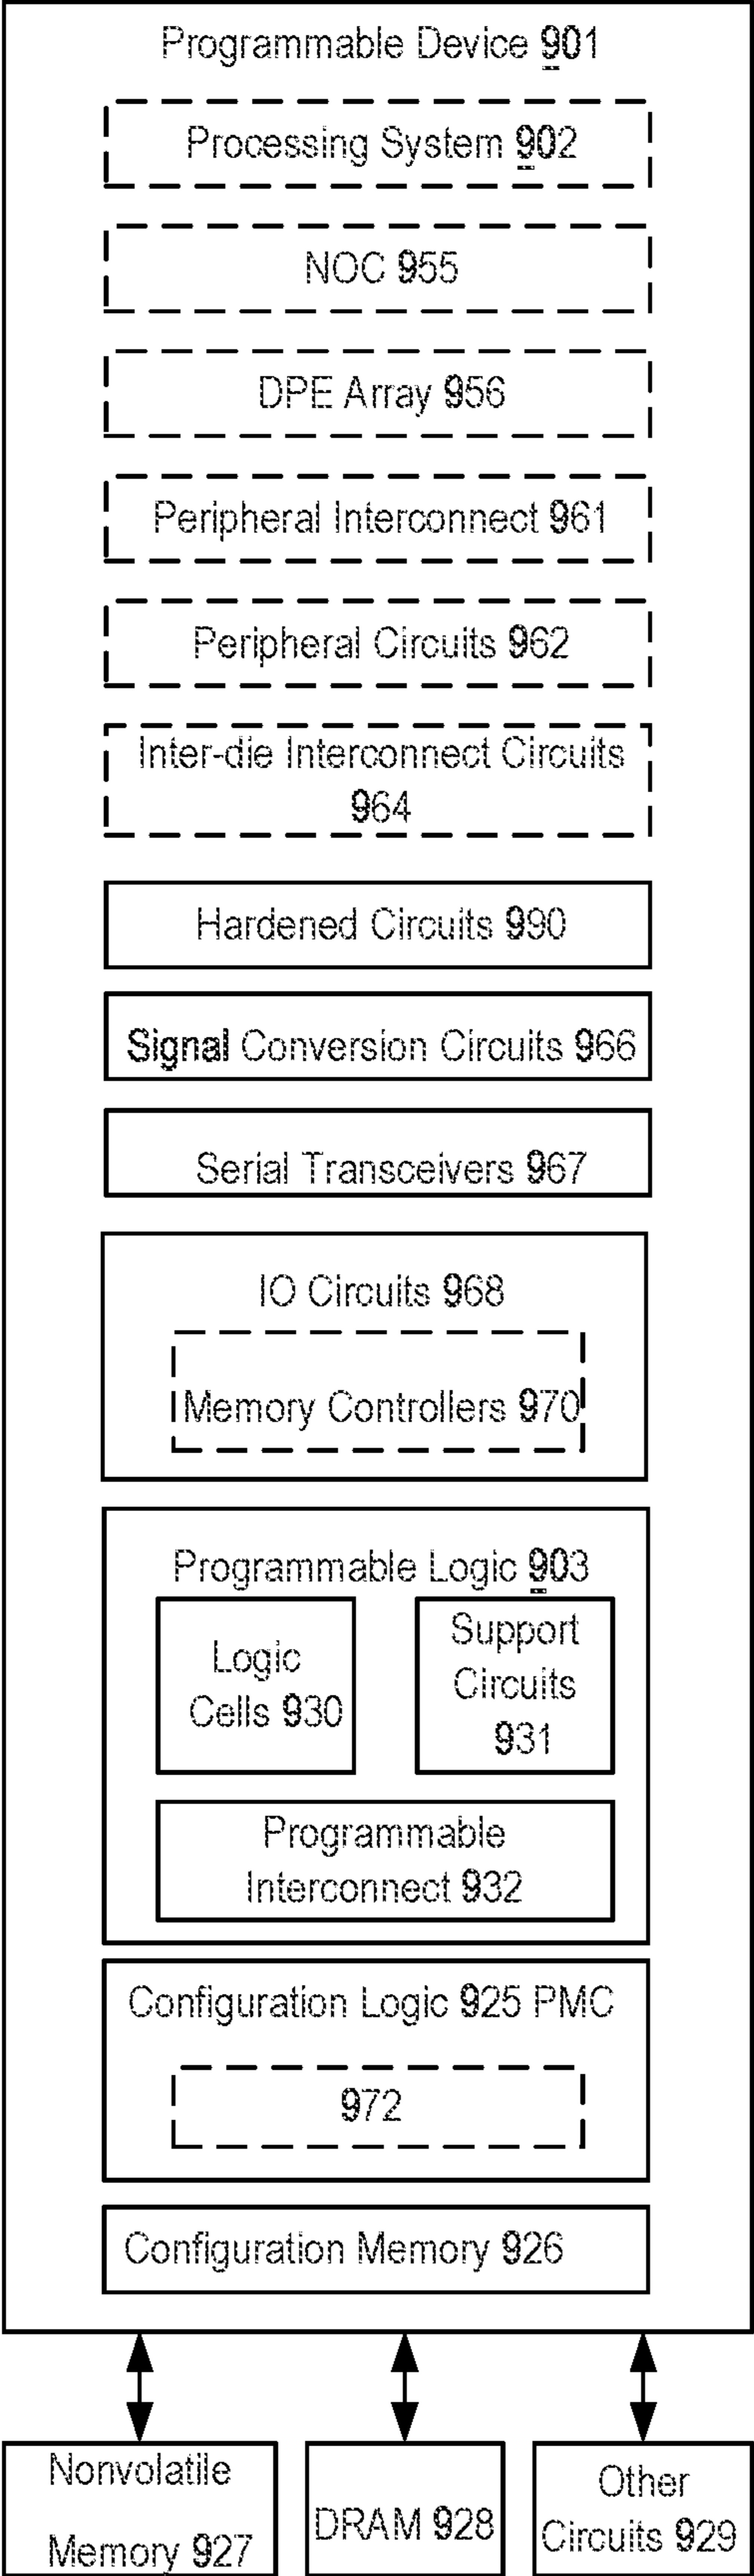 Programmable Device 901
Processing System 902
NOC 955
DPE Array 956
Peripheral Interconnect 961
Peripheral Circuits 962
Inter-die Interconnect Circuits
964
Hardened Circuits 990
Signal Conversion Circuits 966
Serial Transceivers 967
IO Circuits 968
Memory Controllers 970
Programmable Logic 903
Logic
Cells 930
Support
Circuits
931
Programmable
Interconnect 932
Configuration Logic 925 PMC
972
Configuration Memory 926
Nonvolatile
Memory 927
DRAM 928
Other
Circuits 929